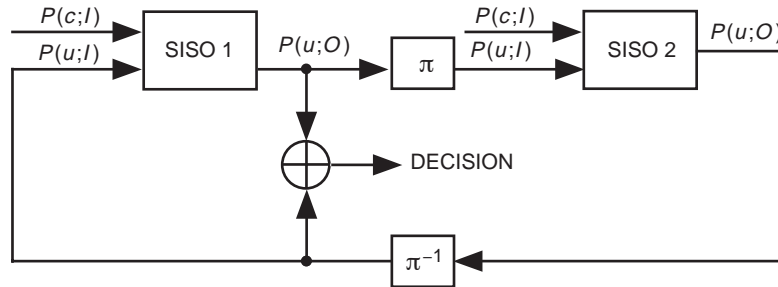 P(c;I)
P(u;I)
SISO 1
P(u;O)
π
P(c;I)
P(u;I)
SISO 2
P(u;O)
DECISION
π⁻¹